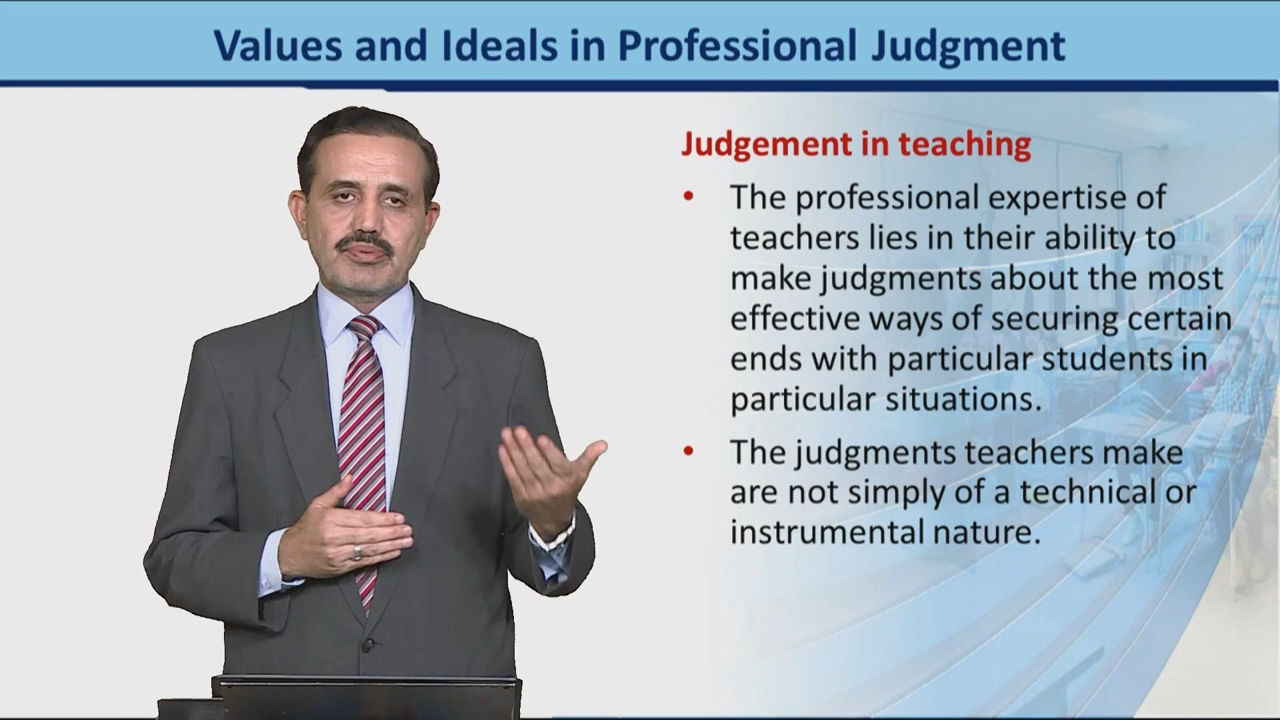 Values and Ideals in Professional Judgment
Judgement in teaching
• The professional expertise of
teachers lies in their ability to
make judgments about the most
effective ways of securing certain
ends with particular students in
particular situations.
• The judgments teachers make
are not simply of a technical or
instrumental nature.